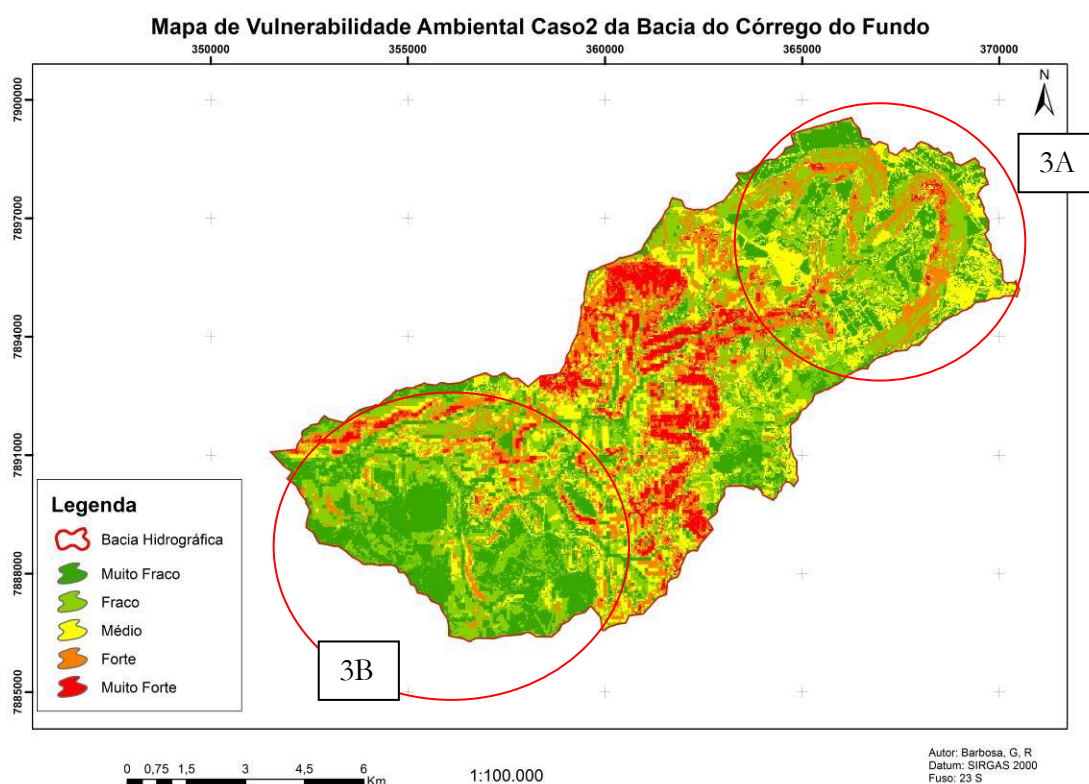 Mapa de Vulnerabilidade Ambiental Caso2 da Bacia do Córrego do Fundo
350000 355000 360000 365000 370000
7900000
7897000
7894000
7891000
7888000
7885000
N
3A
3B
Legenda
Bacia Hidrográfica
Muito Fraco
Fraco
Médio
Forte
Muito Forte
0 0,75 1,5 3 4,5 6
Km
1:100.000
Autor: Barbosa, G, R
Datum: SIRGAS 2000
Fuso: 23 S